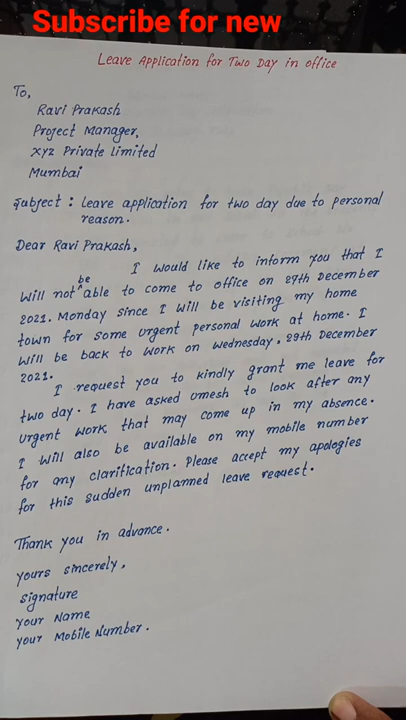 Subscribe for new
Leave Application for Two Day in office
To,
Ravi Prakash
Project Manager,
XYZ Private Limited
Mumbai
Subject : Leave application for two day due to personal
reason.
Dear Ravi Prakash,
I would like to inform you that I
will not be able to come to office on 27th December
2021. Monday since I will be visiting my home
town for some urgent personal work at home. I
will be back to work on Wednesday, 29th December
2021.
I request you to kindly grant me leave for
two day. I have asked Umesh to look after any
urgent work that may come up in my absence.
I will also be available on my mobile number
for any clarification. Please accept my apologies
for this sudden unplanned leave request.
Thank you in advance.
Yours sincerely,
Signature
Your Name
Your Mobile Number.